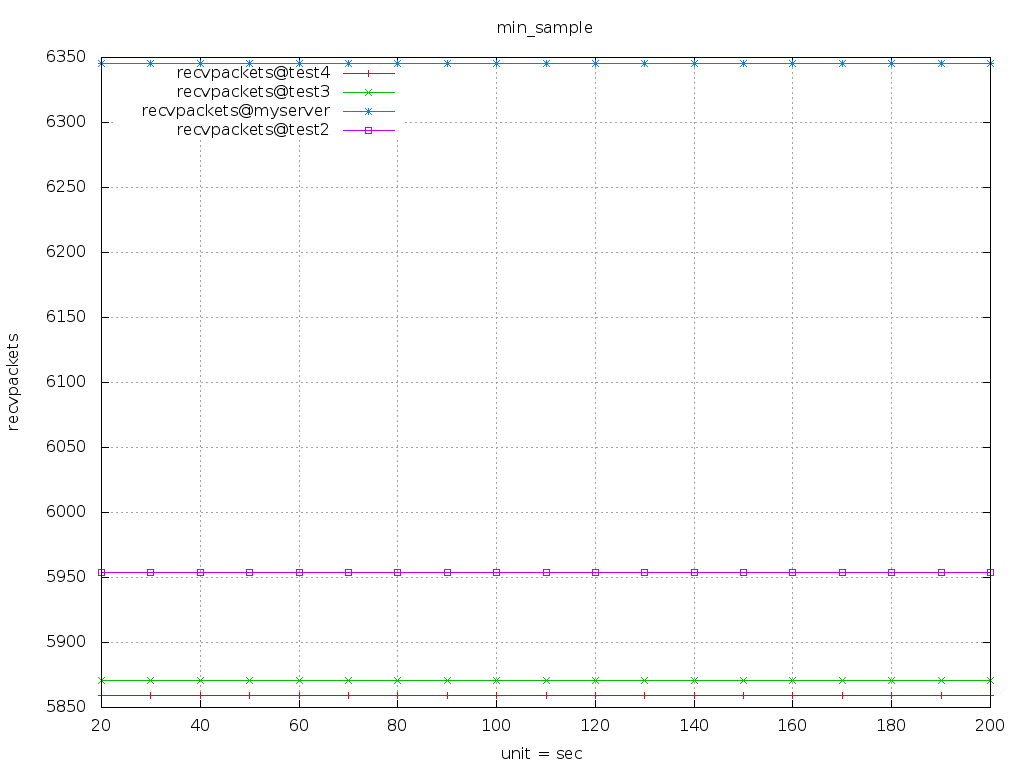 min_sample
6350
recvpackets@test4
recvpackets@test3
recvpackets@myserver
recvpackets@test2
6300
6250
6200
6150
6100
6050
6000
5950
5900
5850
recvpackets
20 40 60 80 100 120 140 160 180 200
unit = sec